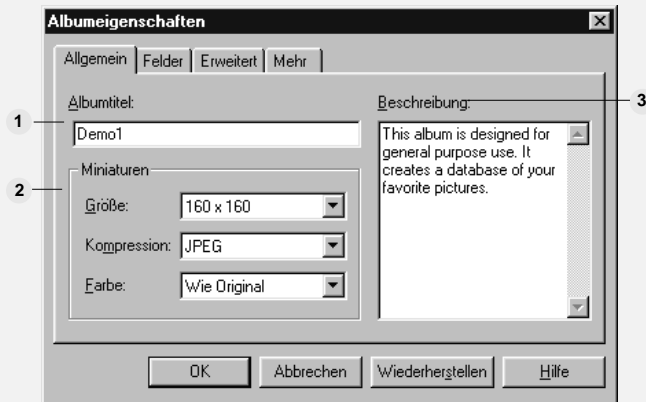 Albumeigenschaften
Allgemein Felder Erweitert Mehr
Albumtitel:
1
Demo1
2
Miniaturen
Größe: 160 x 160
Kompression: JPEG
Farbe: Wie Original
Beschreibung:
3
This album is designed for
general purpose use. It
creates a database of your
favorite pictures.
OK Abbrechen Wiederherstellen Hilfe